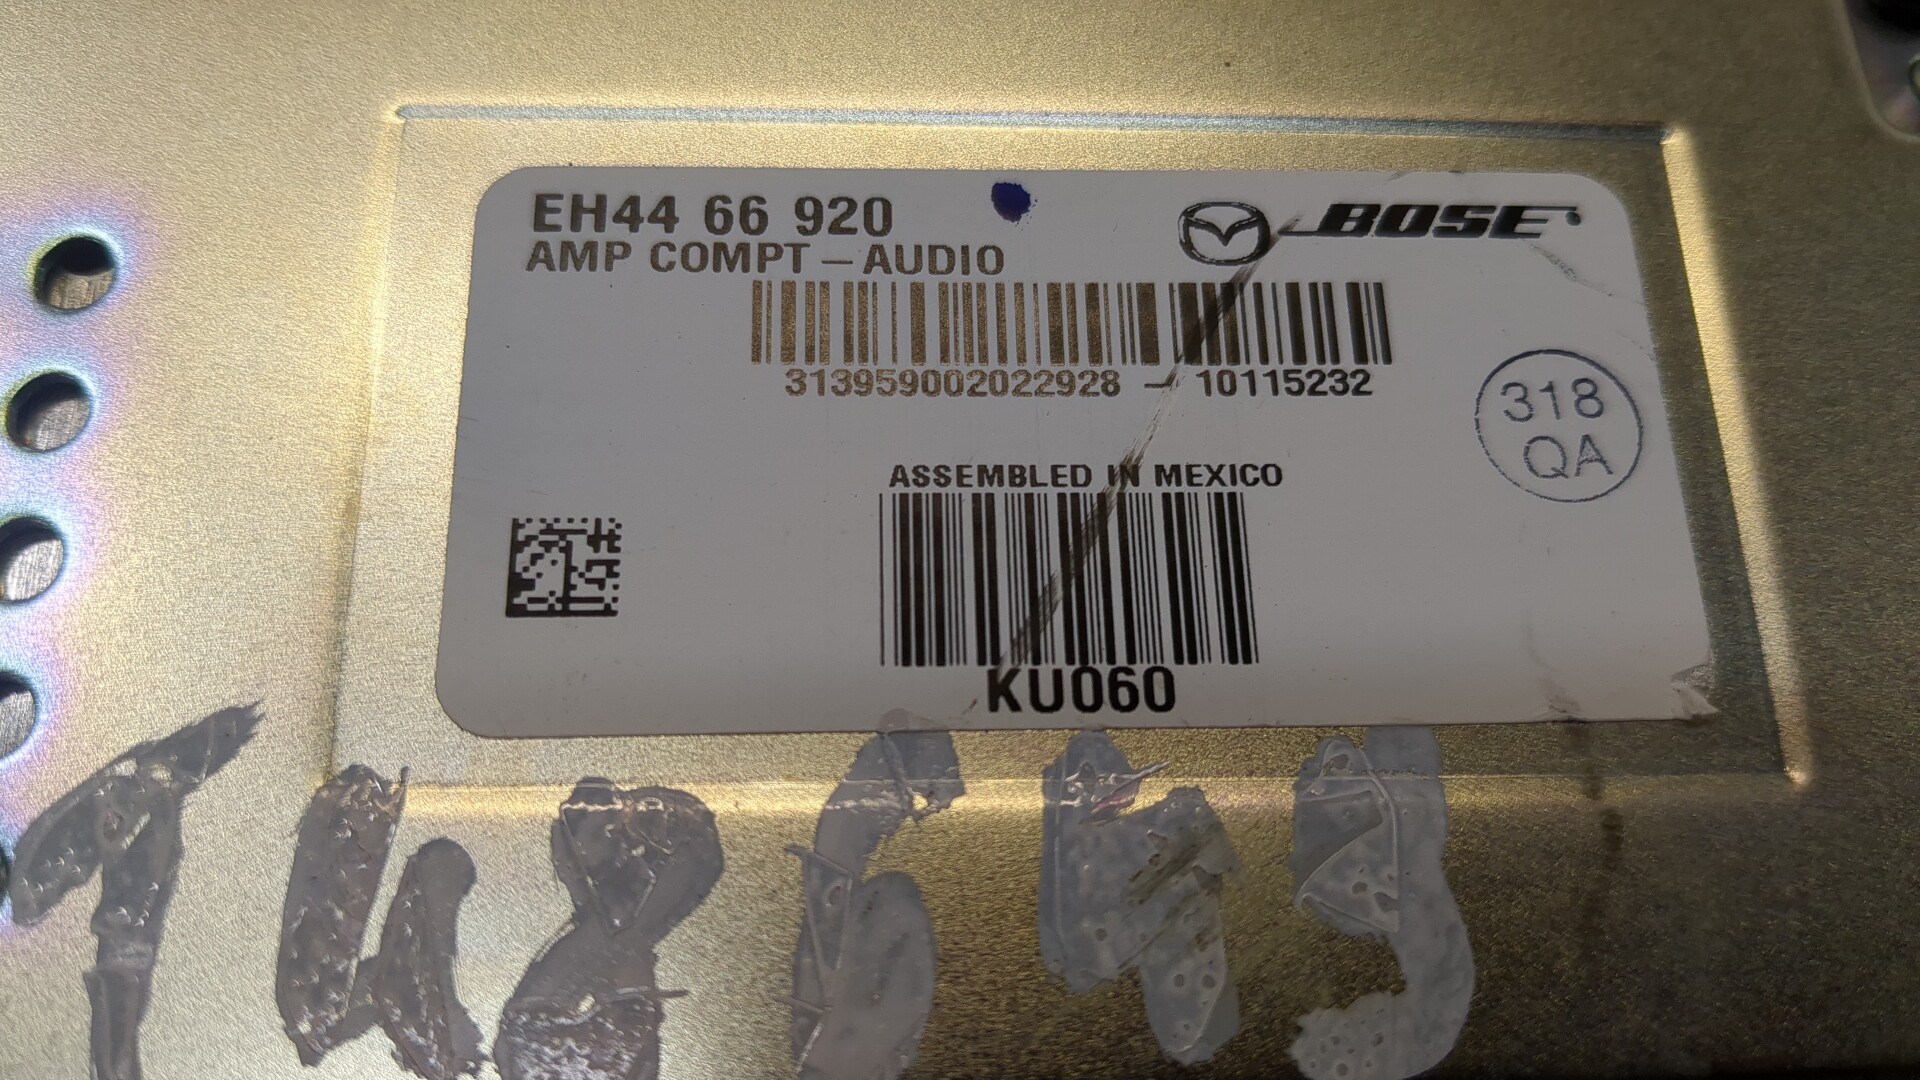 EH44 66 920
BOSE
AMP COMPT – AUDIO
313959002022928 – 10115232
318
QA
ASSEMBLED IN MEXICO
KU060